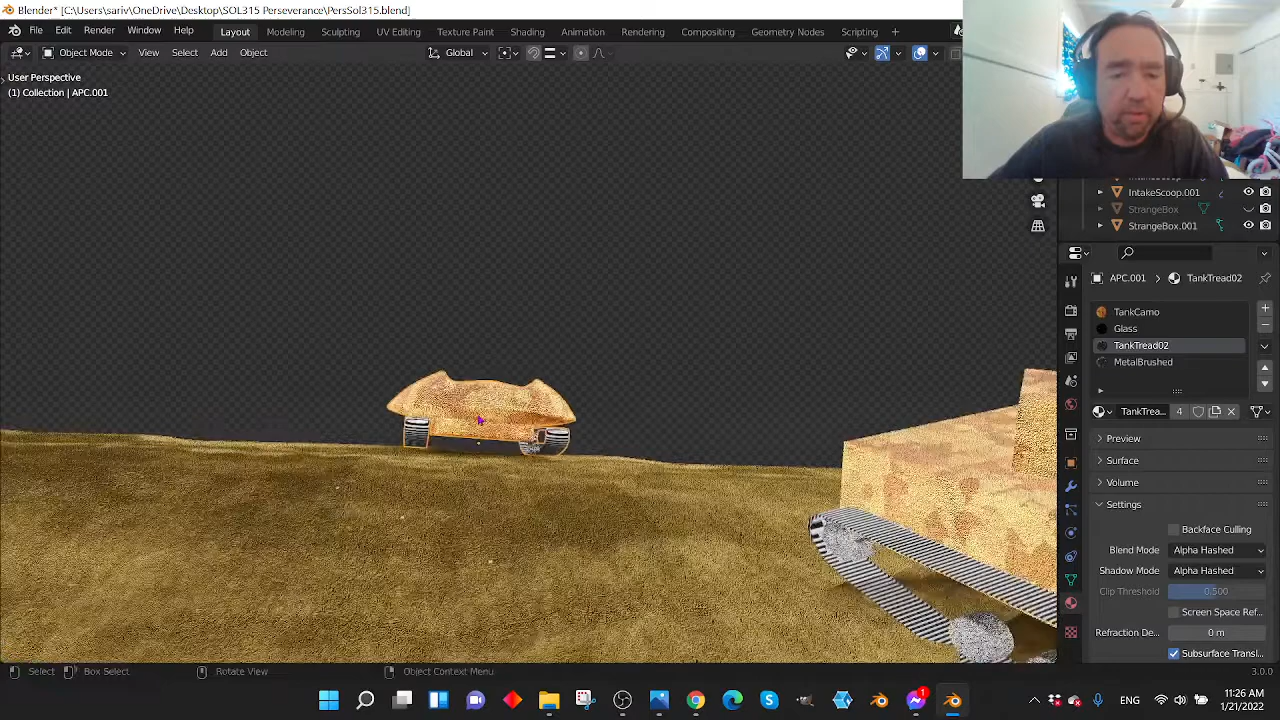 Blender* [C:\Users\sariv\OneDrive\Desktop\SOL315 Perseverance\PersSol315.blend]
File Edit Render Window Help Layout Modeling Sculpting UV Editing Texture Paint Shading Animation Rendering Compositing Geometry Nodes Scripting +
Object Mode View Select Add Object Global
User Perspective
(1) Collection | APC.001
IntakeScoop.001
StrangeBox
StrangeBox.001
APC.001 > TankTread02
TankCamo
Glass
TankTread02
MetalBrushed
TankTrea... 4
Preview
Surface
Volume
Settings
Backface Culling
Blend Mode Alpha Hashed
Shadow Mode Alpha Hashed
Clip Threshold 0.500
Screen Space Ref...
Refraction De... 0 m
Subsurface Transl...
Select Box Select Rotate View Object Context Menu 3.0.0
1
ENG
11:26 AM
1/21/2022